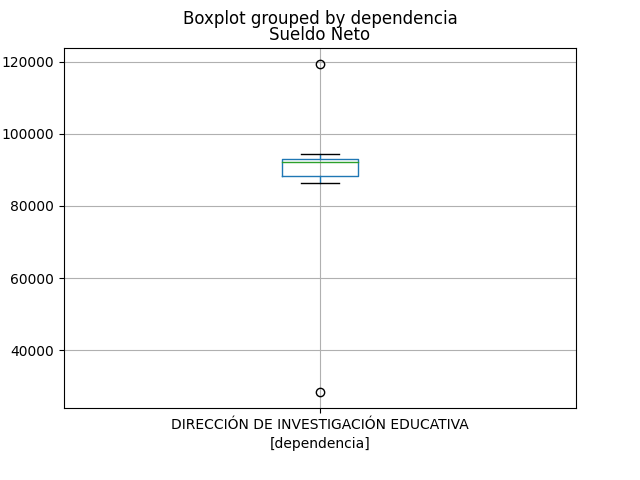 Boxplot grouped by dependencia
Sueldo Neto
120000
100000
80000
60000
40000
DIRECCIÓN DE INVESTIGACIÓN EDUCATIVA
[dependencia]